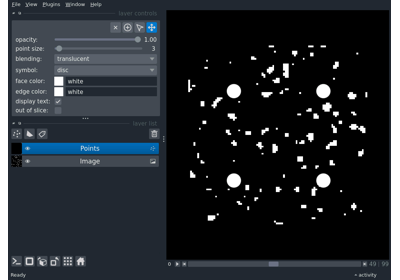 File View Plugins Window Help
layer controls
opacity: 1.00
point size: 3
blending: translucent
symbol: disc
face color: white
edge color: white
display text:
out of slice:
layer list
Points
Image
49 99
Ready
activity